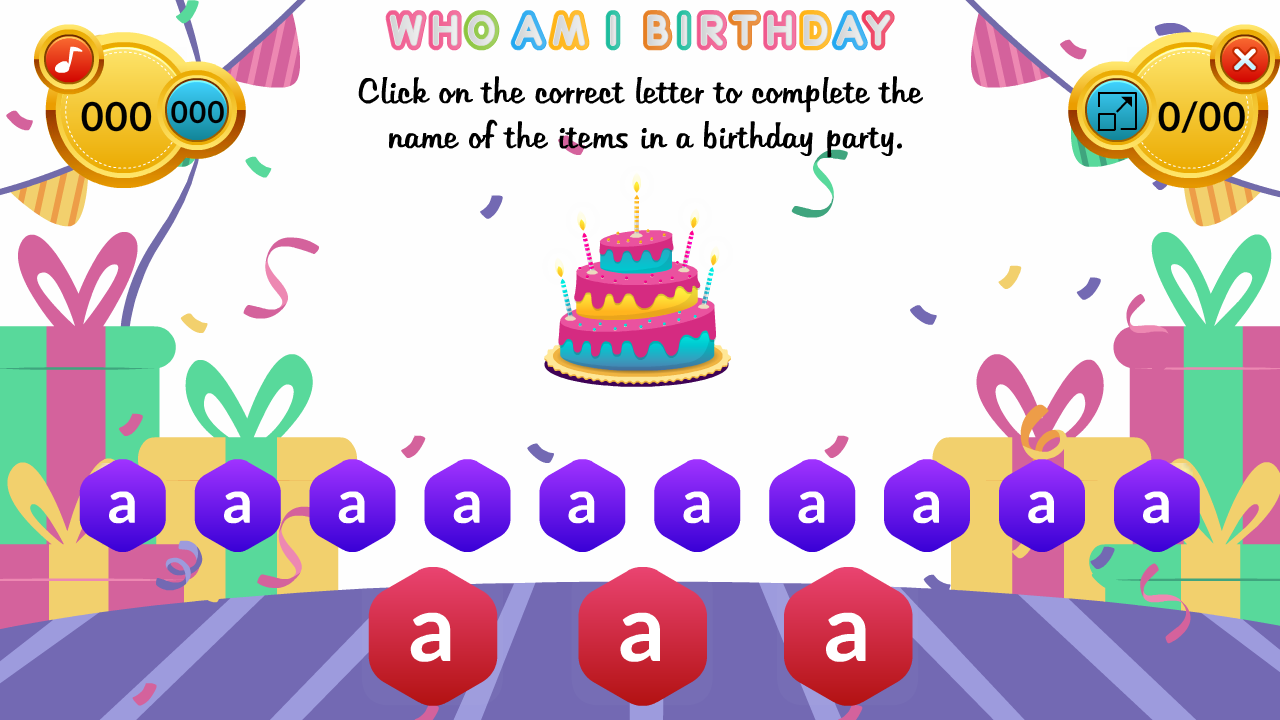 WHO AM I BIRTHDAY
Click on the correct letter to complete the
name of the items in a birthday party.
000 000
0/00
a a a a a a a a a a
a a a